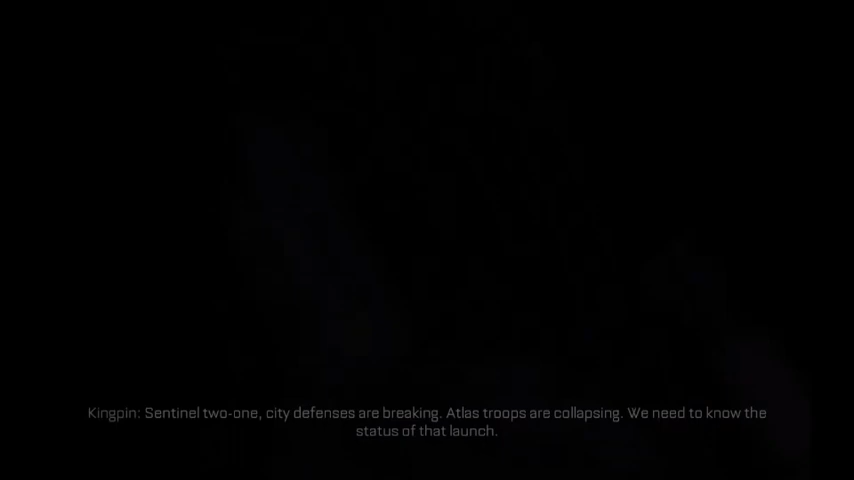 Kingpin: Sentinel two-one, city defenses are breaking. Atlas troops are collapsing. We need to know the
status of that launch.